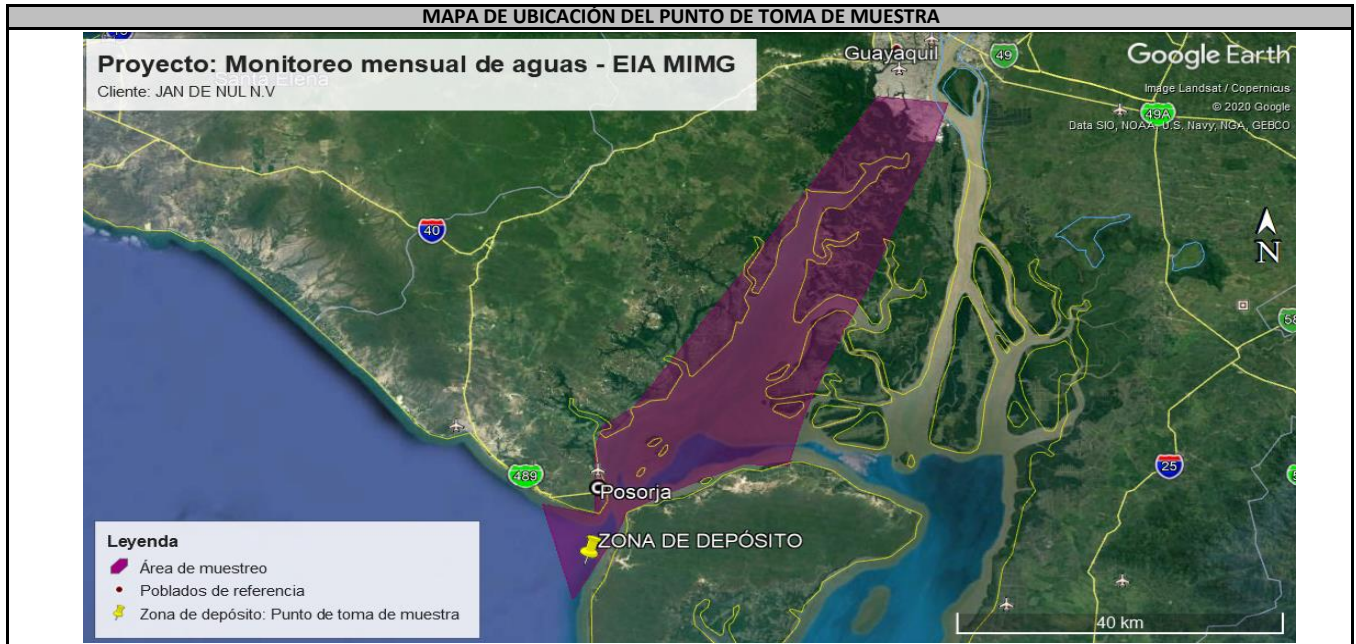 MAPA DE UBICACIÓN DEL PUNTO DE TOMA DE MUESTRA
Proyecto: Monitoreo mensual de aguas - EIA MIMG
Santa Elena
Cliente: JAN DE NUL N.V
Guayaquil
49
Google Earth
Image Landsat / Copernicus
© 2020 Google
49A
Data SIO, NOAA, U.S. Navy, NGA, GEBCO
40
N
58
489
25
Posorja
ZONA DE DEPÓSITO
Leyenda
Área de muestreo
Poblados de referencia
Zona de depósito: Punto de toma de muestra
40 km